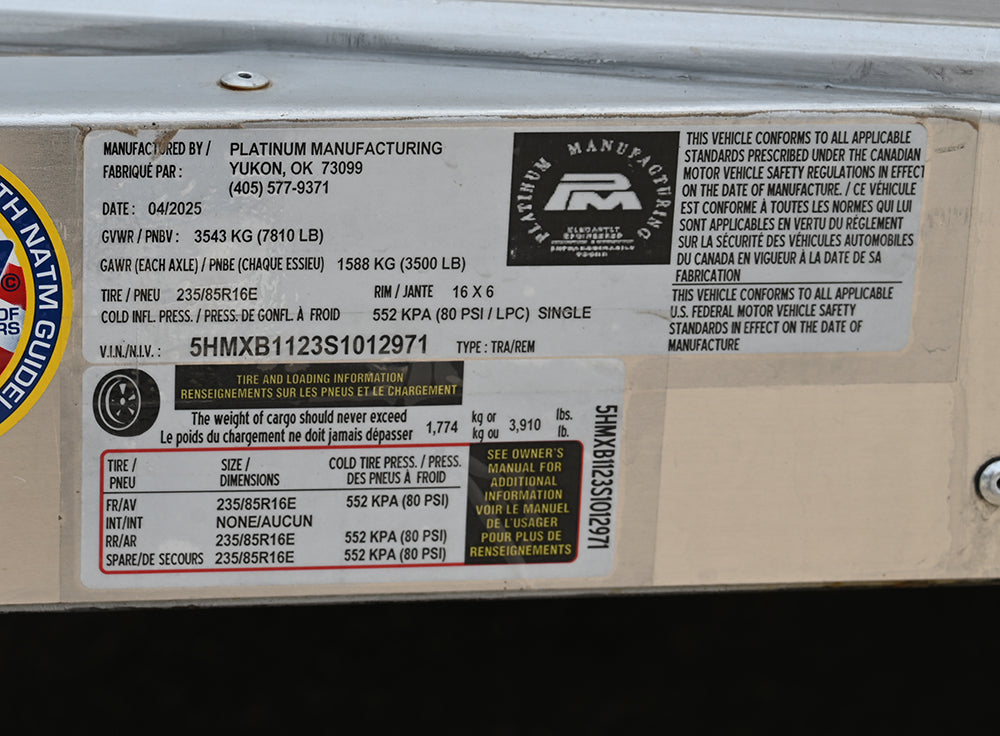 MANUFACTURED BY / PLATINUM MANUFACTURING
FABRIQUÉ PAR : YUKON, OK 73099
(405) 577-9371
DATE : 04/2025
GVWR / PNBV : 3543 KG (7810 LB)
GAWR (EACH AXLE) / PNBE (CHAQUE ESSIEU) 1588 KG (3500 LB)
TIRE / PNEU 235/85R16E RIM / JANTE 16 X 6
COLD INFL. PRESS. / PRESS. DE GONFL. À FROID 552 KPA (80 PSI / LPC) SINGLE
V.I.N./N.I.V. : 5HMXB1123S1012971 TYPE : TRA/REM
PLATINUM MANUFACTURING
PM
THIS VEHICLE CONFORMS TO ALL APPLICABLE
STANDARDS PRESCRIBED UNDER THE CANADIAN
MOTOR VEHICLE SAFETY REGULATIONS IN EFFECT
ON THE DATE OF MANUFACTURE. / CE VÉHICULE
EST CONFORME À TOUTES LES NORMES QUI LUI
SONT APPLICABLES EN VERTU DU RÉGLEMENT
SUR LA SÉCURITÉ DES VÉHICULES AUTOMOBILES
DU CANADA EN VIGUEUR À LA DATE DE SA
FABRICATION
THIS VEHICLE CONFORMS TO ALL APPLICABLE
U.S. FEDERAL MOTOR VEHICLE SAFETY
STANDARDS IN EFFECT ON THE DATE OF
MANUFACTURE
TIRE AND LOADING INFORMATION
RENSEIGNEMENTS SUR LES PNEUS ET LE CHARGEMENT
The weight of cargo should never exceed
Le poids du chargement ne doit jamais dépasser
1,774 kg or
kg ou
3,910 lbs.
lb.
TIRE / SIZE / COLD TIRE PRESS. / PRESS.
PNEU DIMENSIONS DES PNEUS À FROID
FR/AV 235/85R16E 552 KPA (80 PSI)
INT/INT NONE/AUCUN
RR/AR 235/85R16E 552 KPA (80 PSI)
SPARE/DE SECOURS 235/85R16E 552 KPA (80 PSI)
SEE OWNER'S
MANUAL FOR
ADDITIONAL
INFORMATION
VOIR LE MANUEL
DE L'USAGER
POUR PLUS DE
RENSEIGNEMENTS
5HMXB1123S1012971
TH NATM GUIDEL
©
OF
RS